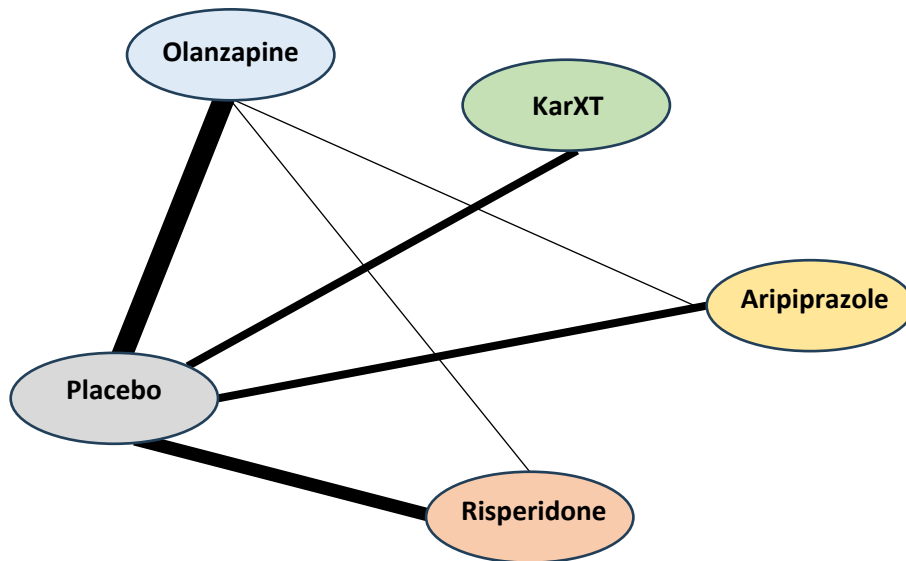 Olanzapine
KarXT
Aripiprazole
Placebo
Risperidone